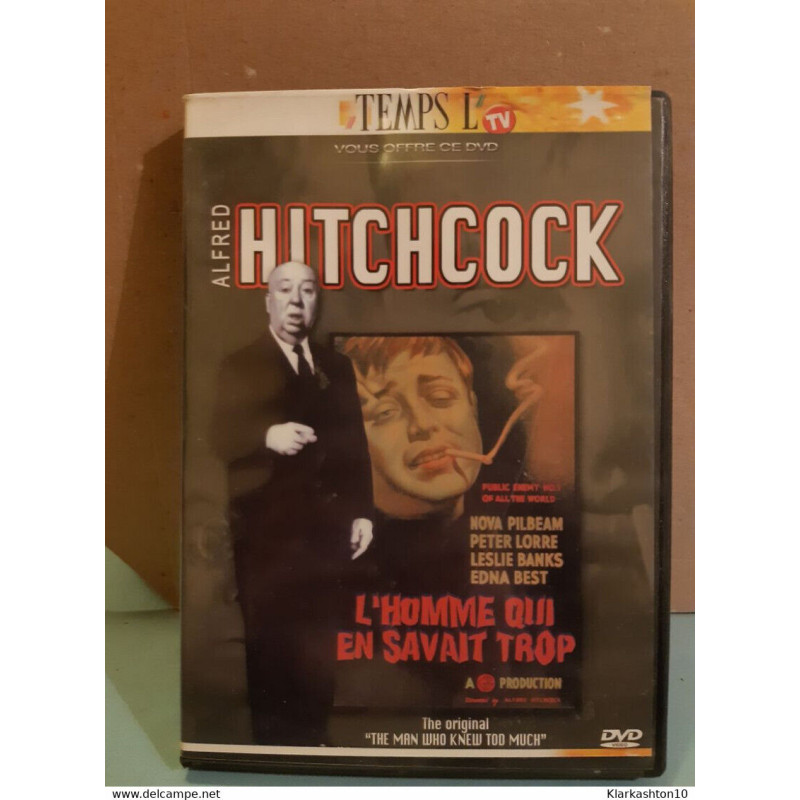 TEMPS L'
TV
VOUS OFFRE CE DVD
ALFRED
HITCHCOCK
PUBLIC ENEMY NO.1
OF ALL THE WORLD
NOVA PILBEAM
PETER LORRE
LESLIE BANKS
EDNA BEST
L'HOMME QUI
EN SAVAIT TROP
A PRODUCTION
The original
"THE MAN WHO KNEW TOO MUCH"
DVD
VIDEO
www.delcampe.net
Klarkashton10